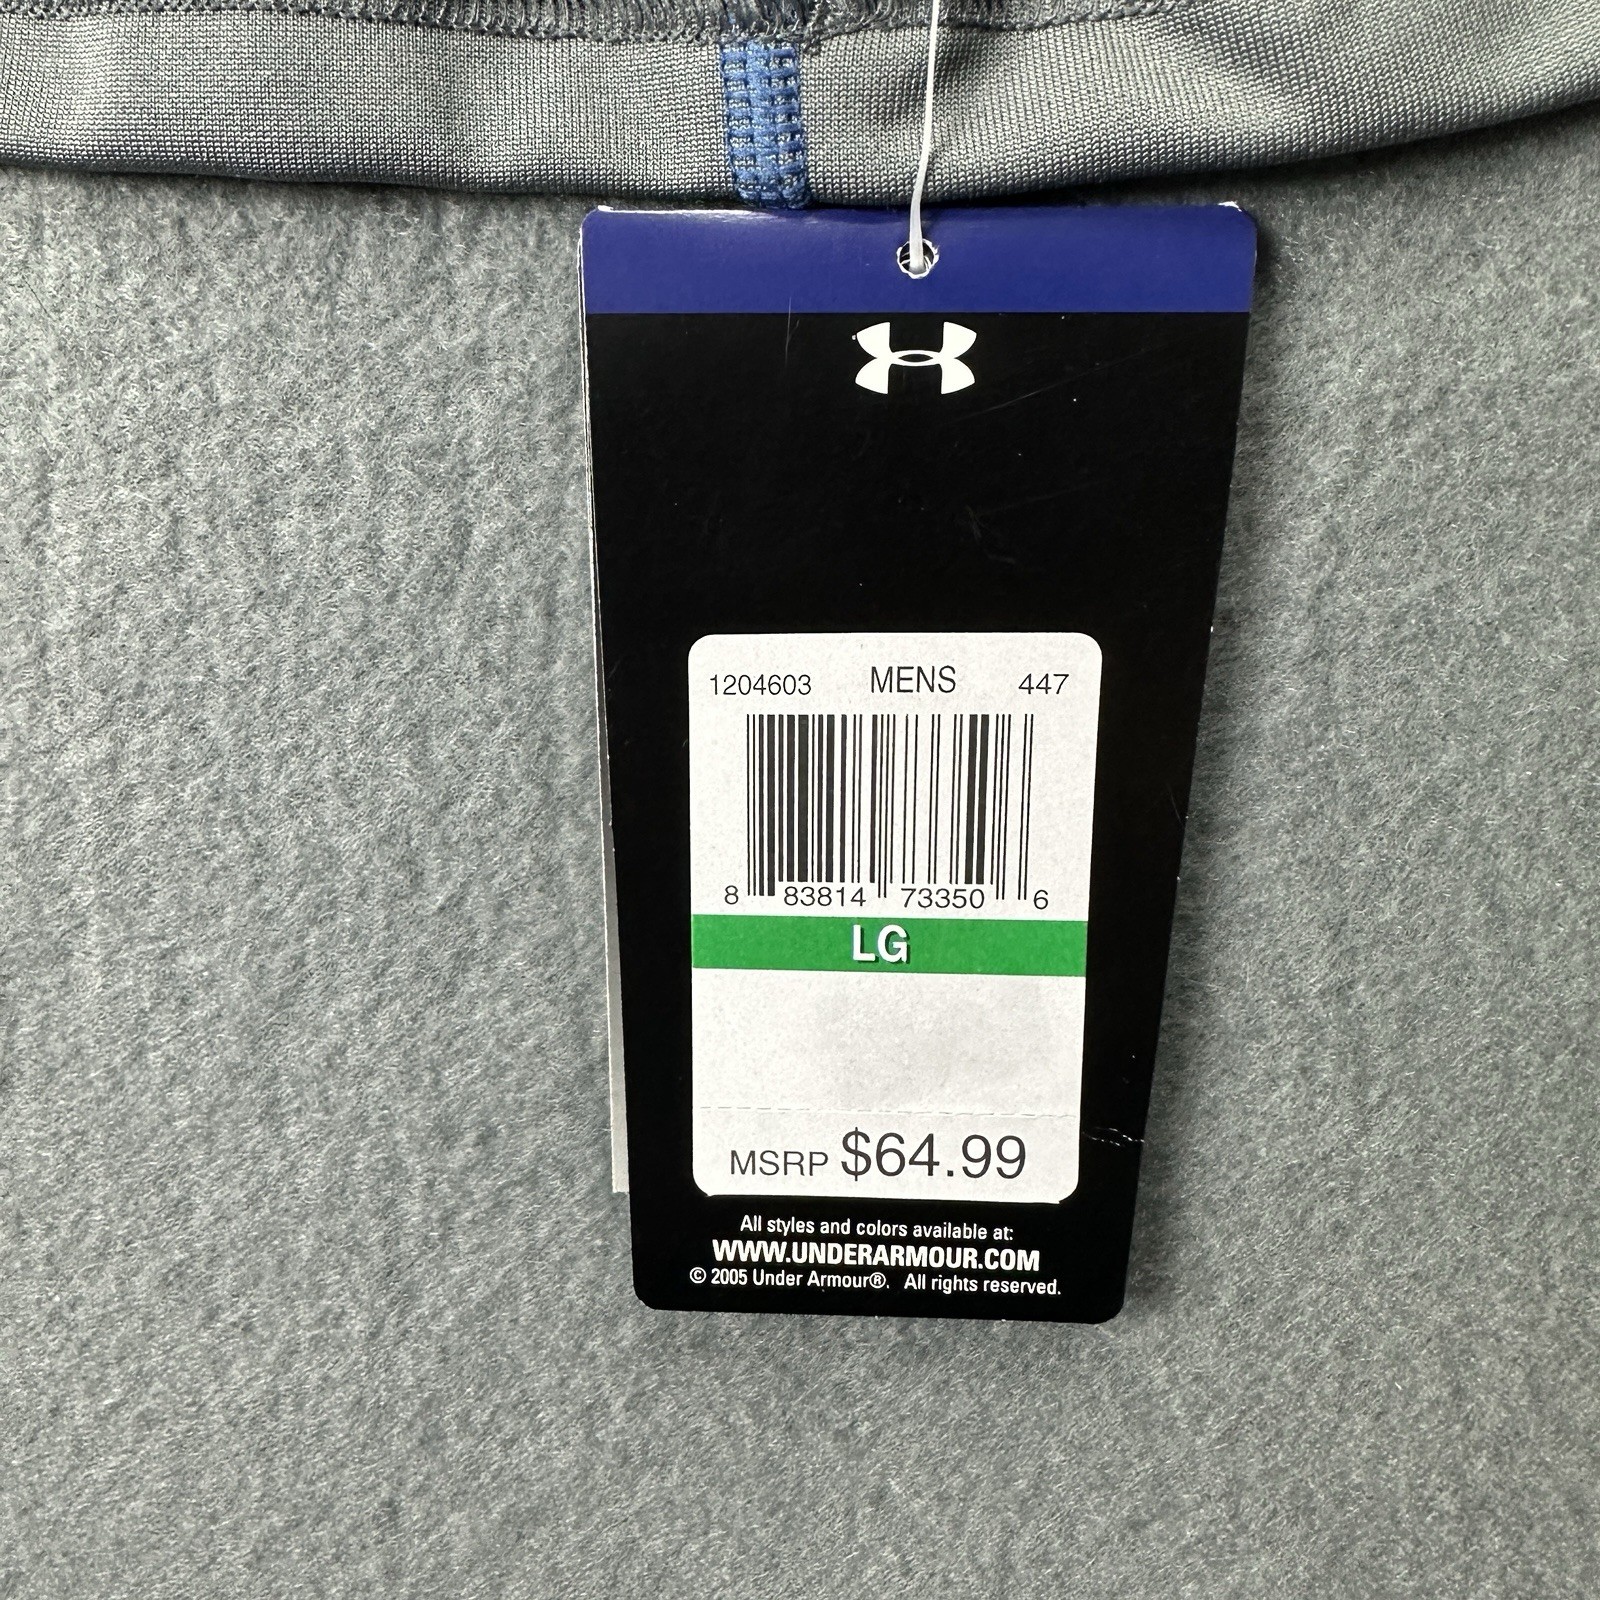 1204603 MENS 447
8 83814 73350 6
LG
MSRP $64.99
All styles and colors available at:
WWW.UNDERARMOUR.COM
© 2005 Under Armour®. All rights reserved.